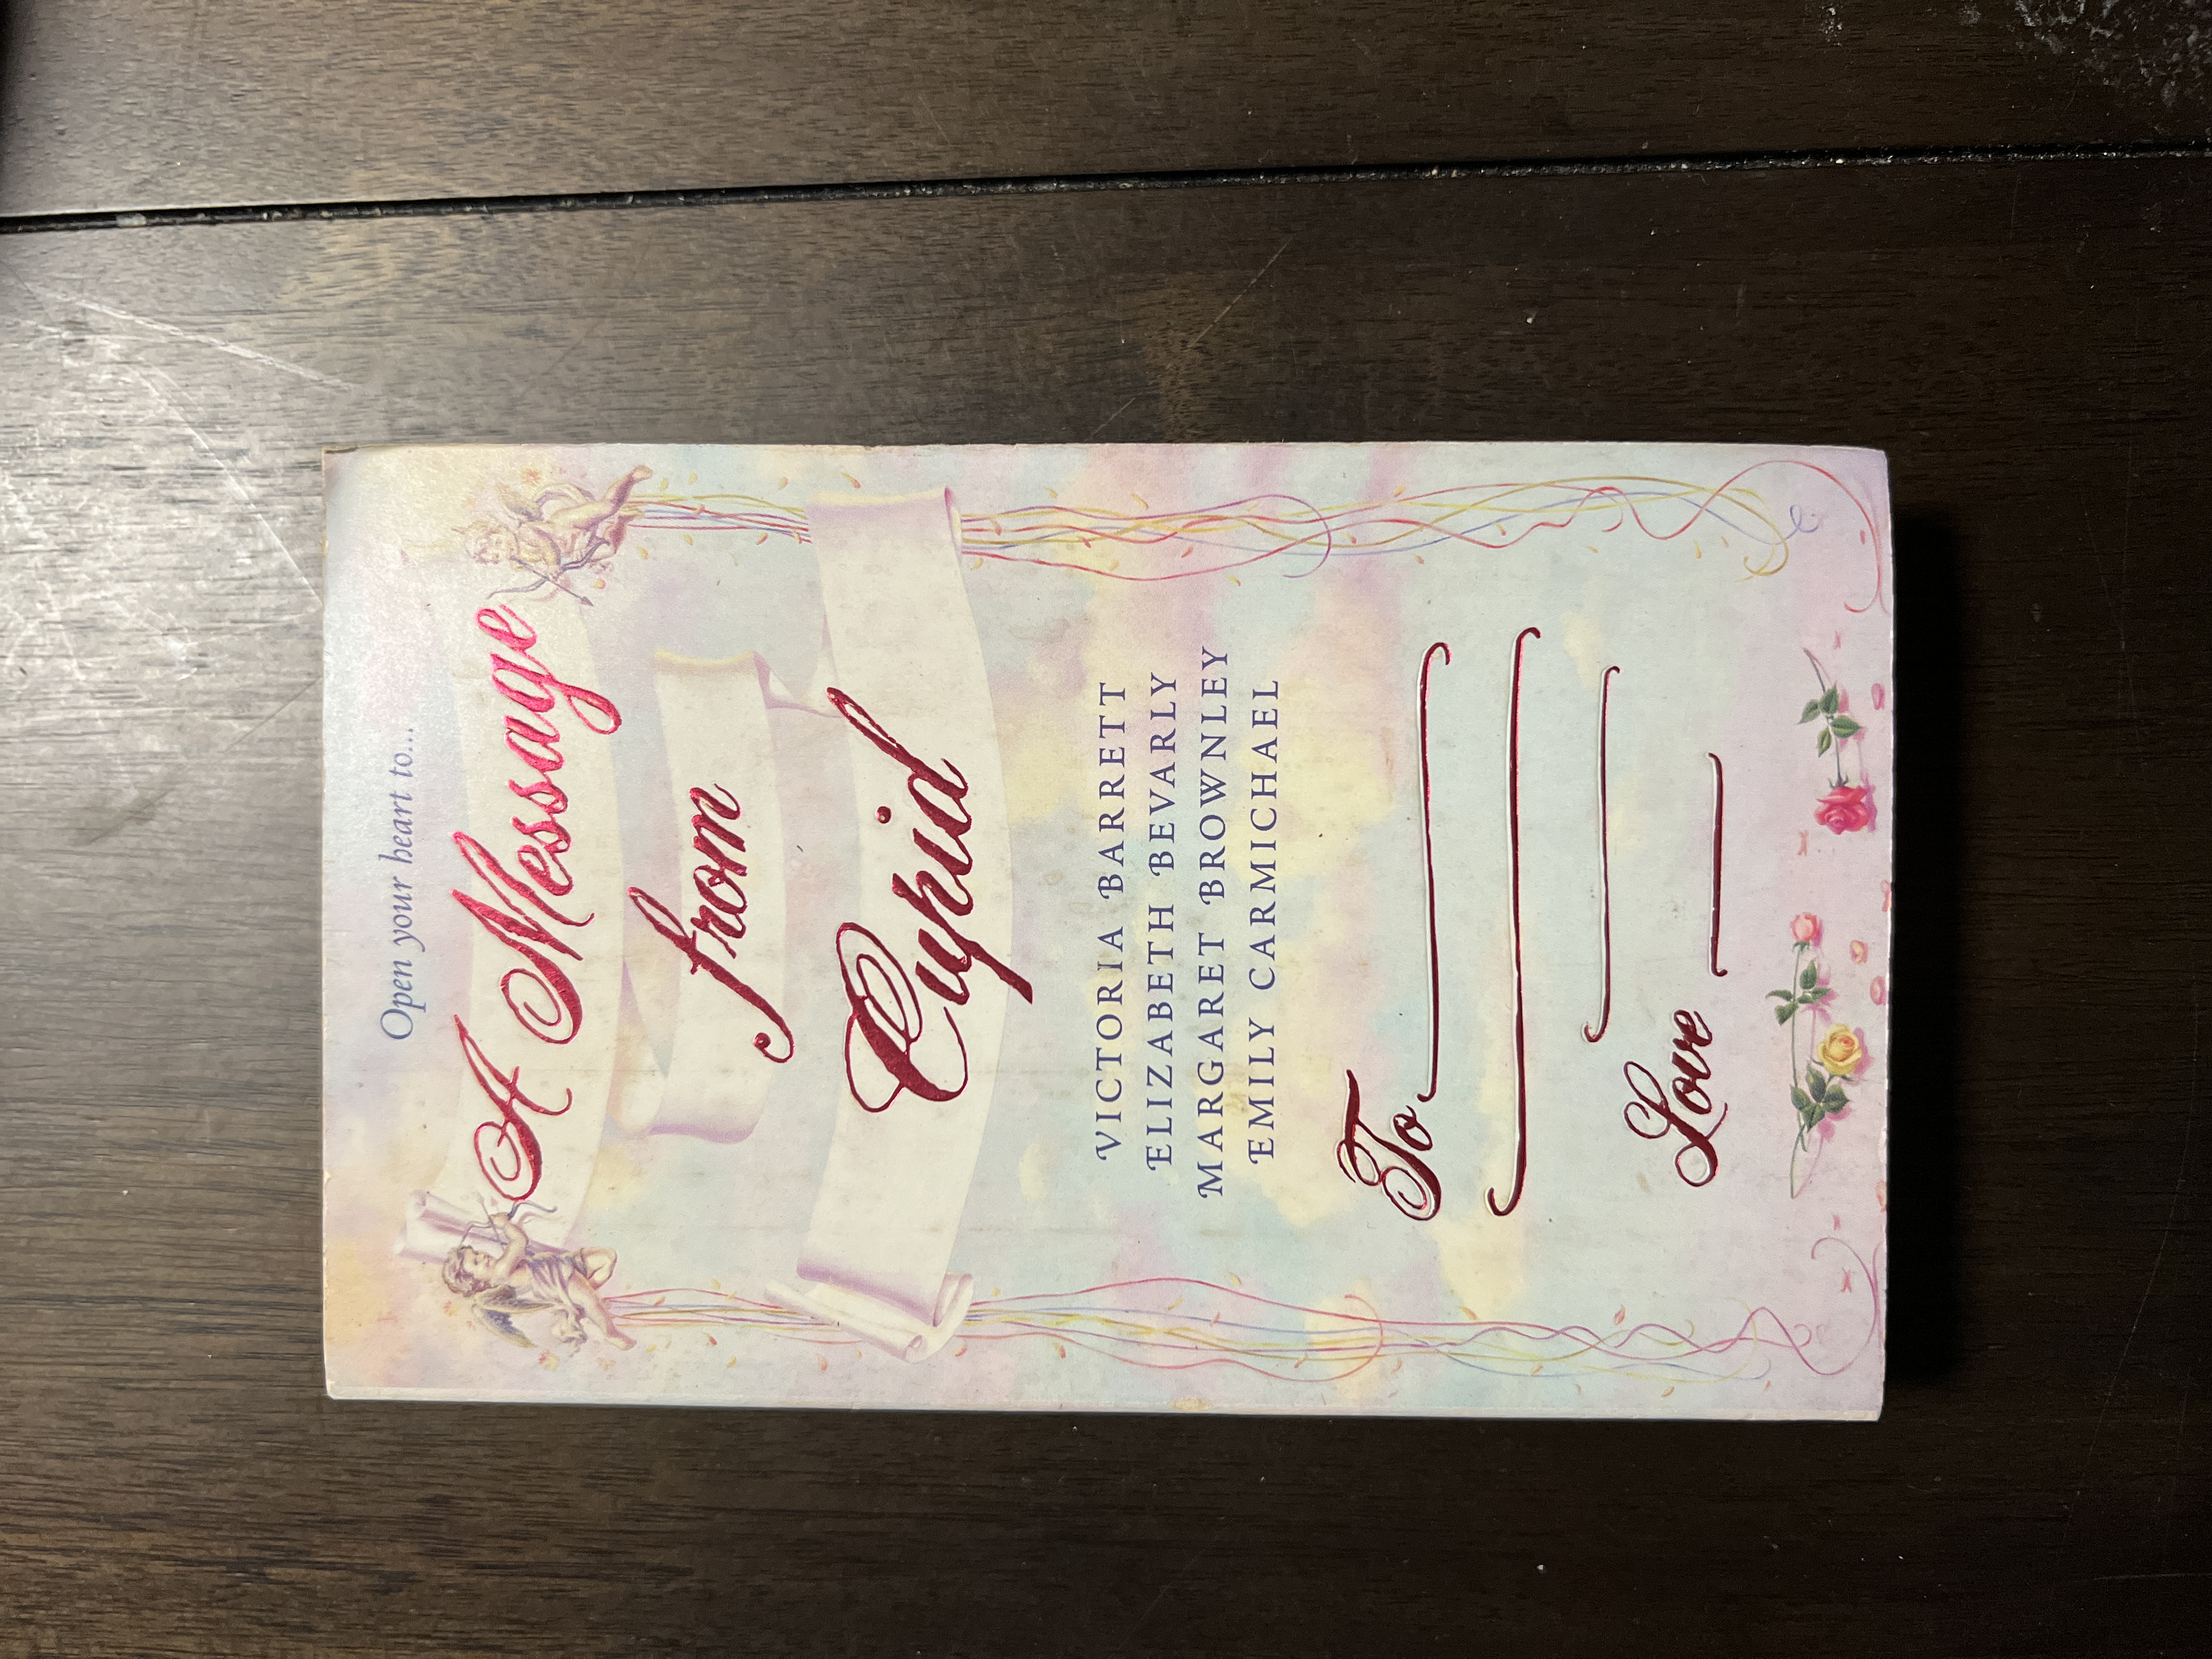 Open your heart to...
A Message
from
Cupid
VICTORIA BARRETT
ELIZABETH BEVARLY
MARGARET BROWNLEY
EMILY CARMICHAEL
To
Love